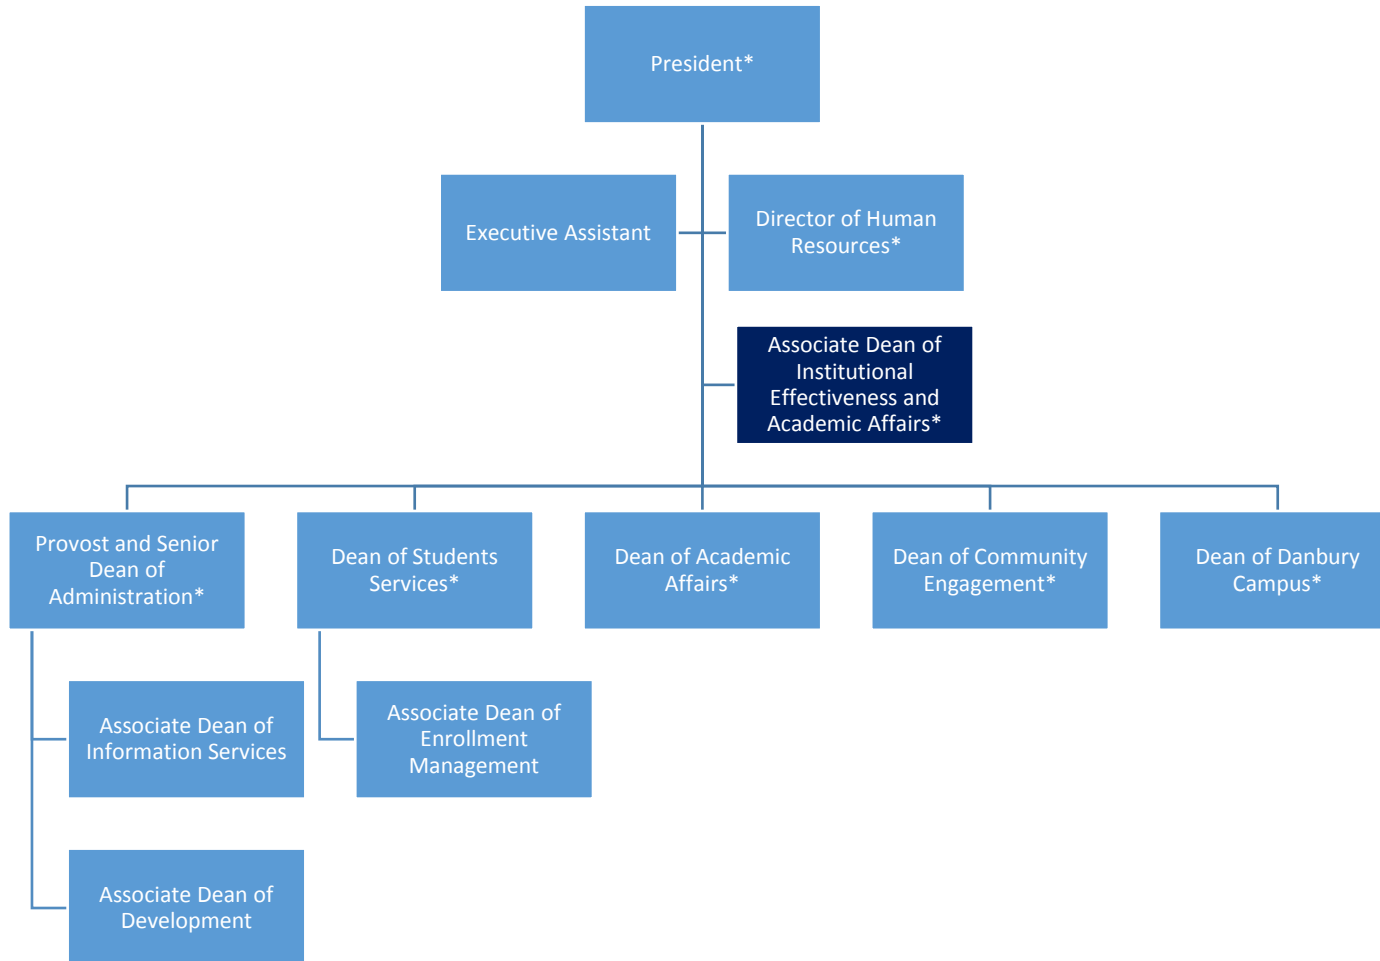 President*
Executive Assistant
Director of Human
Resources*
Associate Dean of
Institutional
Effectiveness and
Academic Affairs*
Provost and Senior
Dean of
Administration*
Dean of Students
Services*
Dean of Academic
Affairs*
Dean of Community
Engagement*
Dean of Danbury
Campus*
Associate Dean of
Information Services
Associate Dean of
Enrollment
Management
Associate Dean of
Development